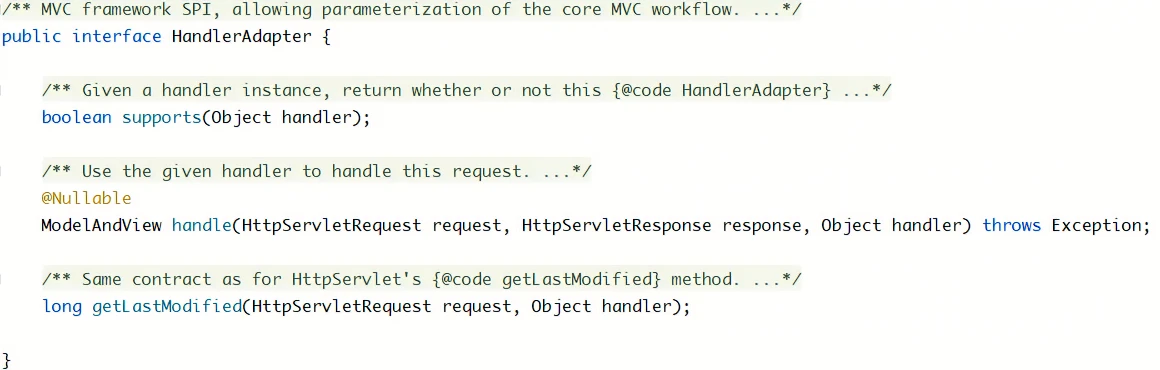 /** MVC framework SPI, allowing parameterization of the core MVC workflow. ...*/
public interface HandlerAdapter {
/** Given a handler instance, return whether or not this {@code HandlerAdapter} ...*/
boolean supports(Object handler);
/** Use the given handler to handle this request. ...*/
@Nullable
ModelAndView handle(HttpServletRequest request, HttpServletResponse response, Object handler) throws Exception;
/** Same contract as for HttpServlet's {@code getLastModified} method. ...*/
long getLastModified(HttpServletRequest request, Object handler);
}